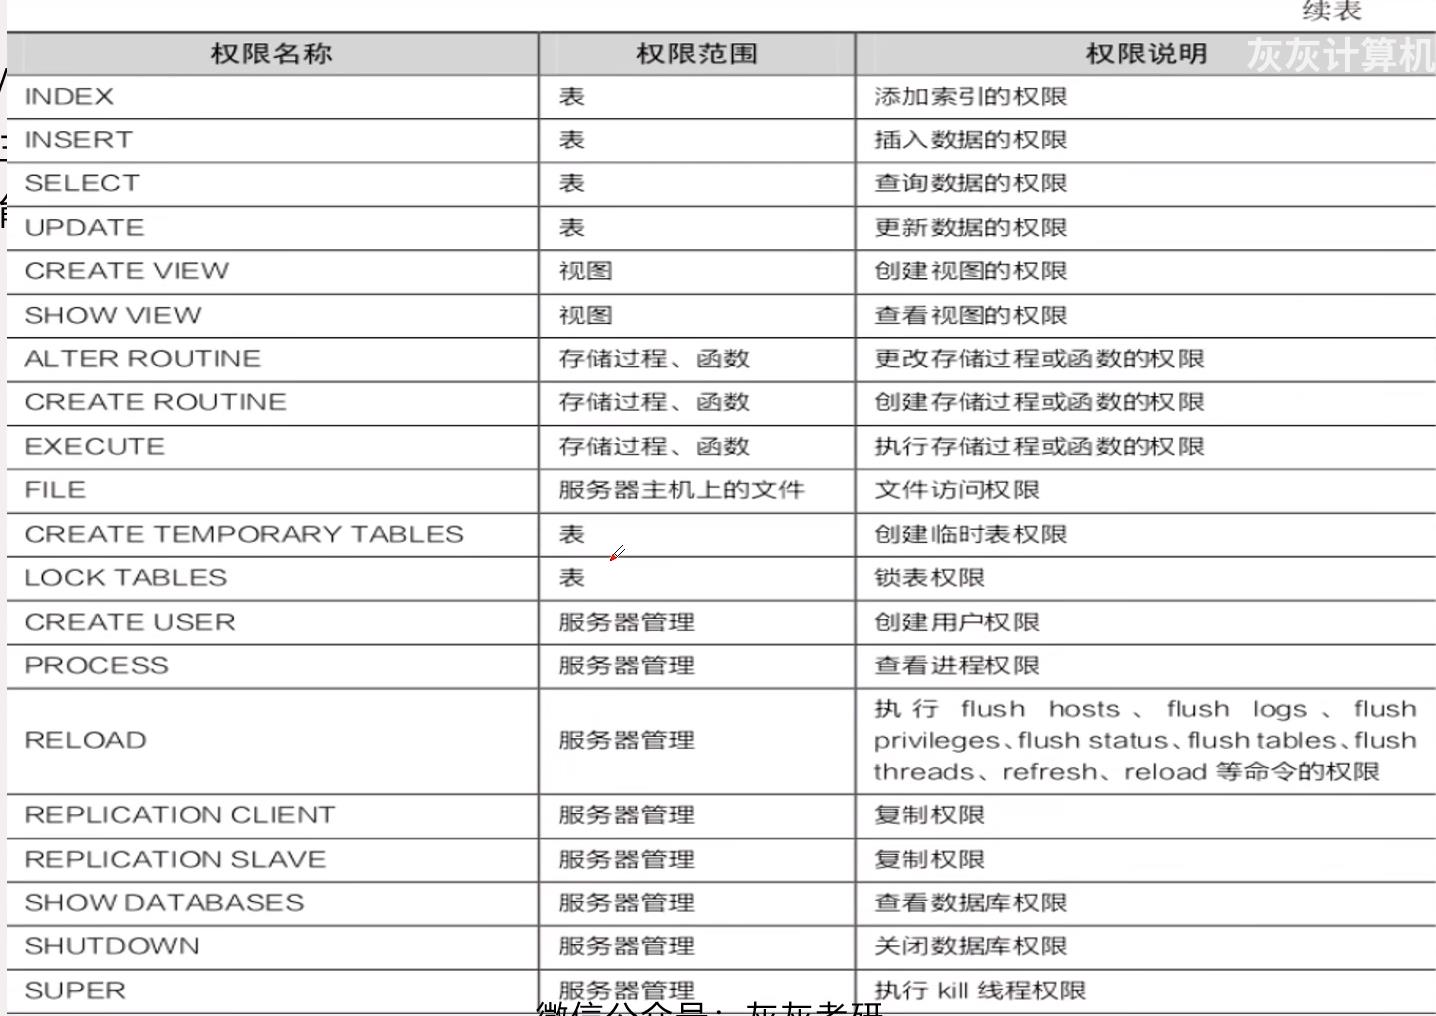 续表
权限名称 权限范围 权限说明
灰灰计算机
INDEX 表 添加索引的权限
INSERT 表 插入数据的权限
SELECT 表 查询数据的权限
UPDATE 表 更新数据的权限
CREATE VIEW 视图 创建视图的权限
SHOW VIEW 视图 查看视图的权限
ALTER ROUTINE 存储过程、函数 更改存储过程或函数的权限
CREATE ROUTINE 存储过程、函数 创建存储过程或函数的权限
EXECUTE 存储过程、函数 执行存储过程或函数的权限
FILE 服务器主机上的文件 文件访问权限
CREATE TEMPORARY TABLES 表 创建临时表权限
LOCK TABLES 表 锁表权限
CREATE USER 服务器管理 创建用户权限
PROCESS 服务器管理 查看进程权限
RELOAD 服务器管理 执行 flush hosts、flush logs、flush
privileges、flush status、flush tables、flush
threads、refresh、reload 等命令的权限
REPLICATION CLIENT 服务器管理 复制权限
REPLICATION SLAVE 服务器管理 复制权限
SHOW DATABASES 服务器管理 查看数据库权限
SHUTDOWN 服务器管理 关闭数据库权限
SUPER 服务器管理 执行 kill 线程权限
微信公众号：灰灰考研